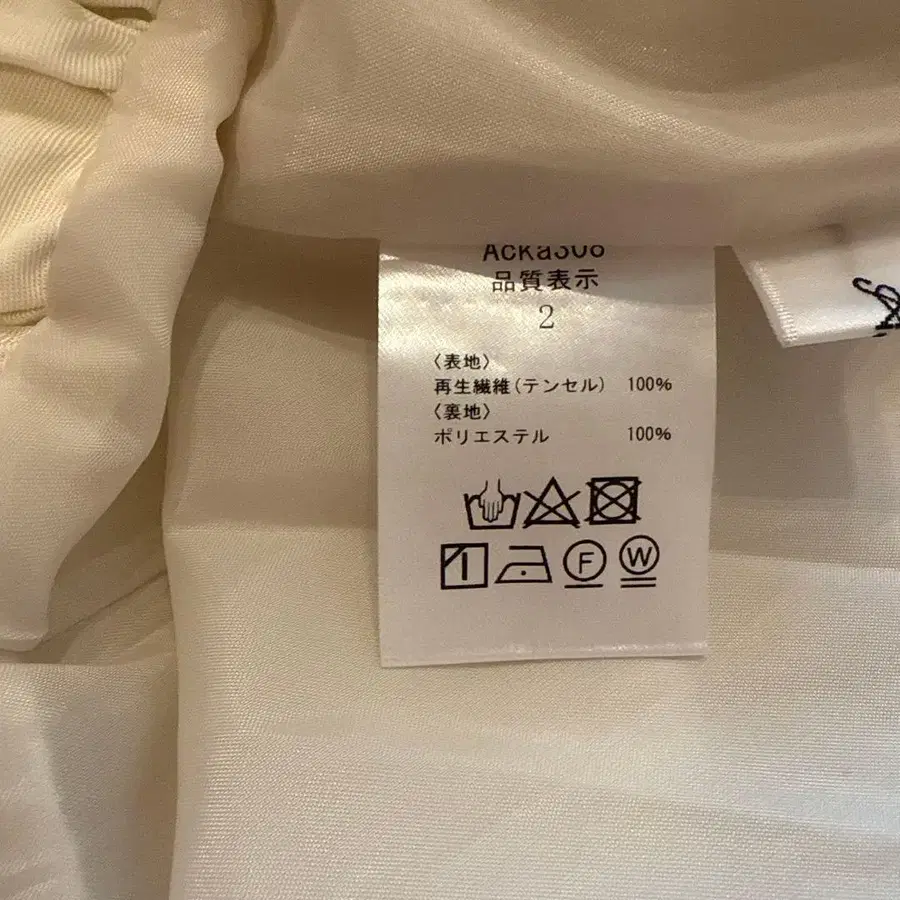 Acka308
品質表示
2
〈表地〉
再生繊維(テンセル) 100%
〈裏地〉
ポリエステル 100%
F
W